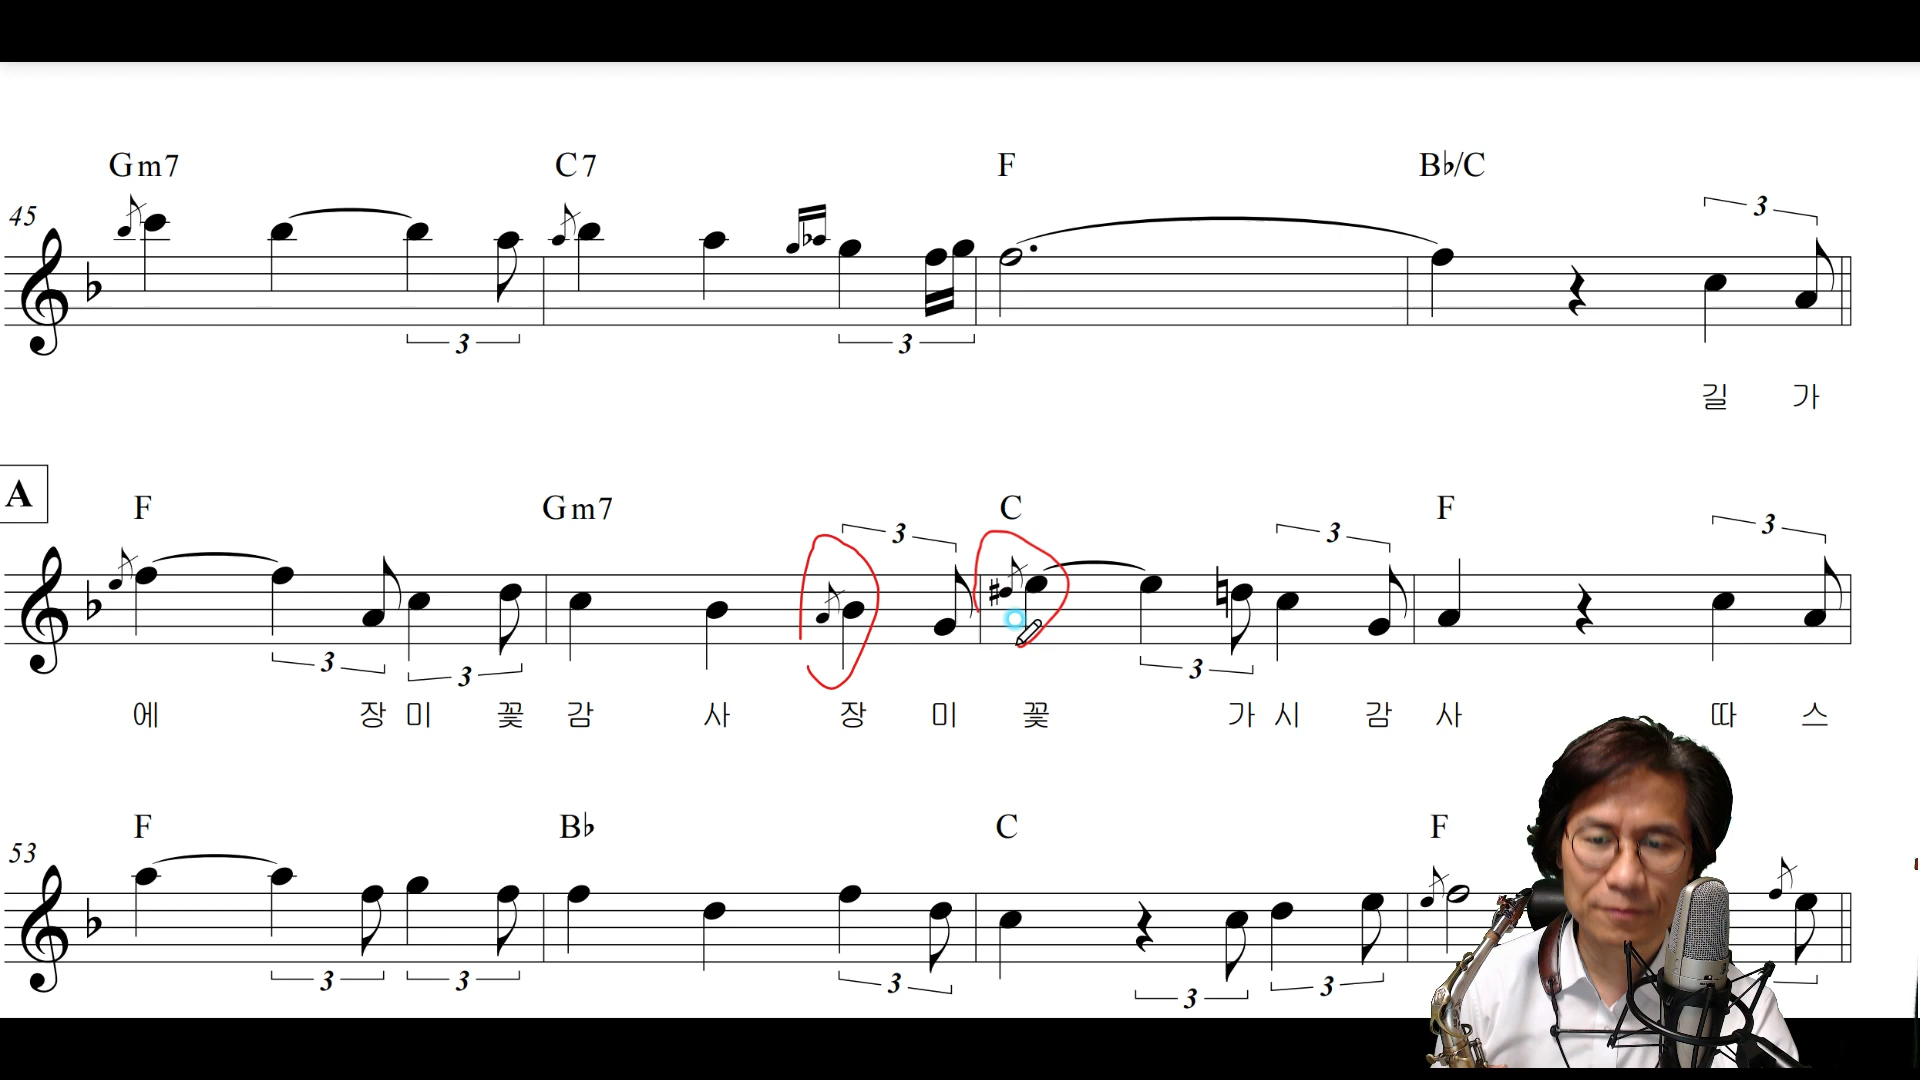 Gm7 C7 F B♭/C
45 3
3 3
길 가
A F Gm7 C F
3 3 3
3 3 3
에 장 미 꽃 감 사 장 미 꽃 가 시 감 사 따 스
F B♭ C F
53
3 3 3 3 3